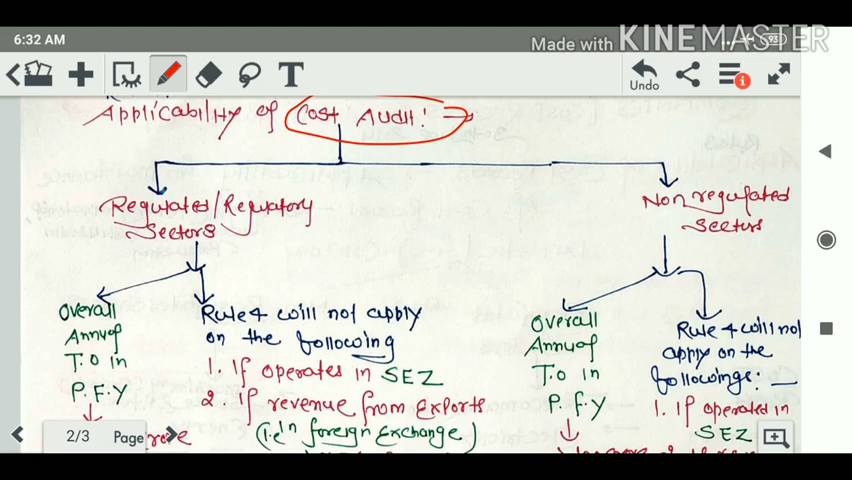 6:32 AM
Made with KINEMASTER
93
T
Undo
Applicability of Cost Audit :-
Regulated/Regulatory
Sectors
Non regulated
Sectors
Overall
Annual
T.O in
P.F.Y
Rule 4 will not apply
on the following
1. If operates in SEZ
2 If revenue from Exports
(i.e in foreign Exchange)
Overall
Annual
T.O in
P.F.Y
Rule 4 will not
apply on the
followings.
1. If operated in
SEZ
2/3 Page